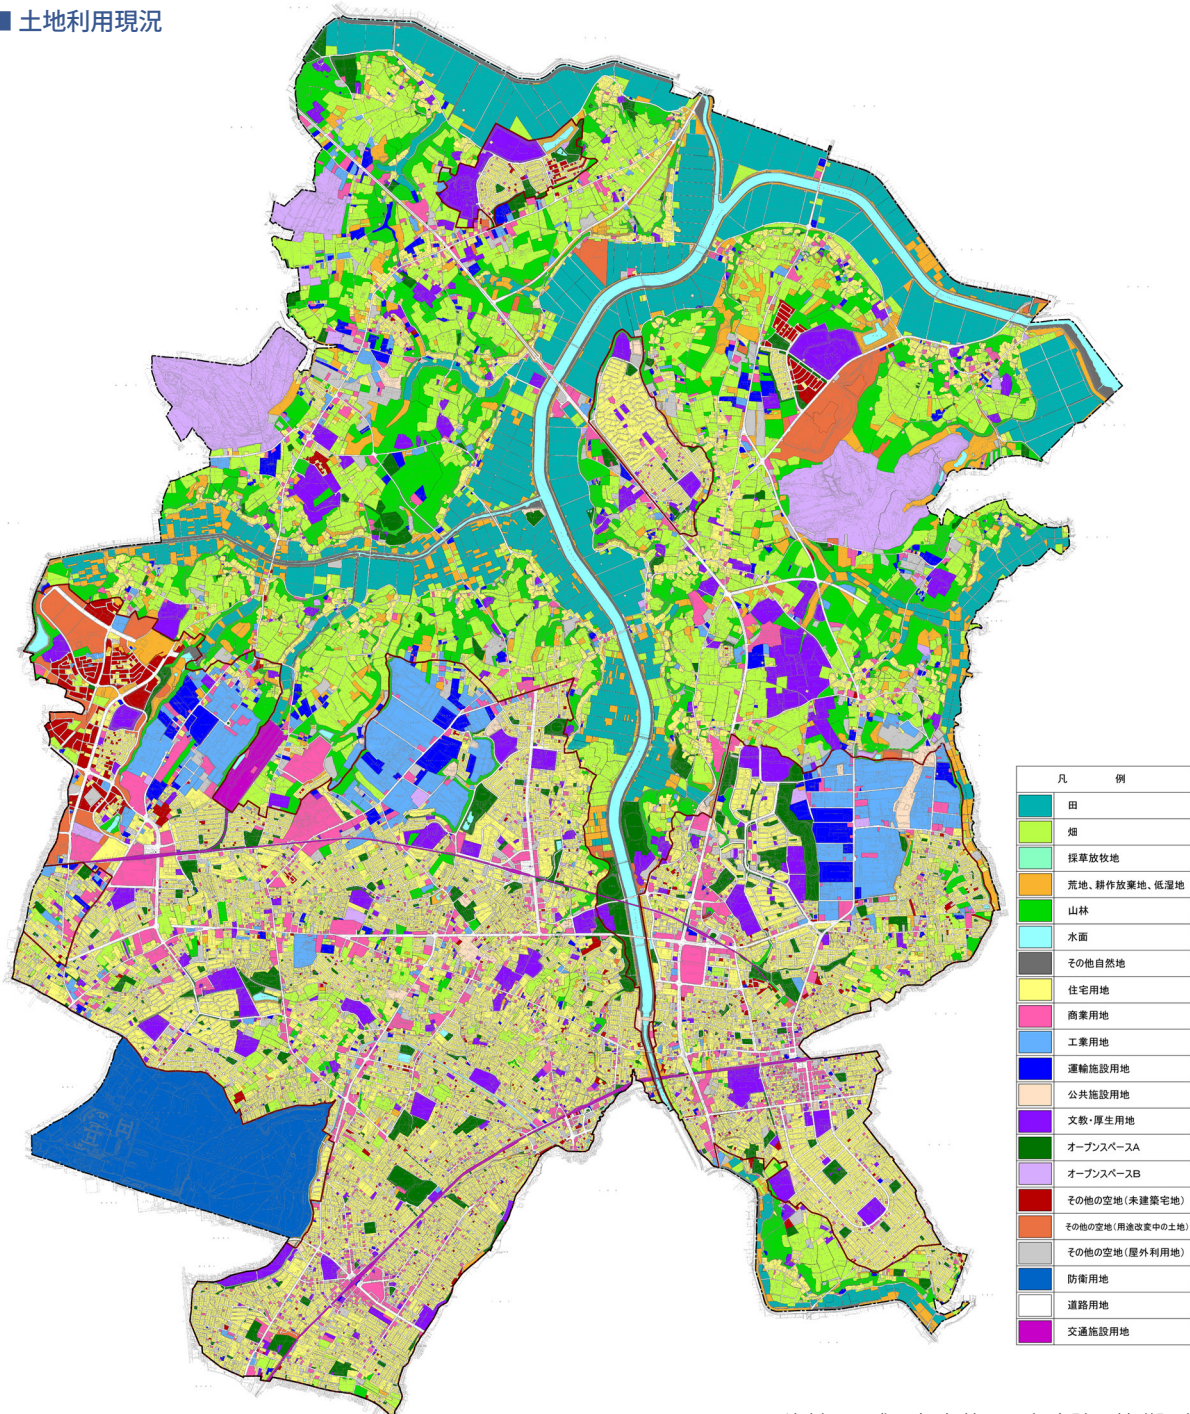 ■ 土地利用現況
凡 例
田
畑
採草放牧地
荒地、耕作放棄地、低湿地
山林
水面
その他自然地
住宅用地
商業用地
工業用地
運輸施設用地
公共施設用地
文教・厚生用地
オープンスペースA
オープンスペースB
その他の空地(未建築宅地)
その他の空地(用途改変中の土地)
その他の空地(屋外利用地)
防衛用地
道路用地
交通施設用地